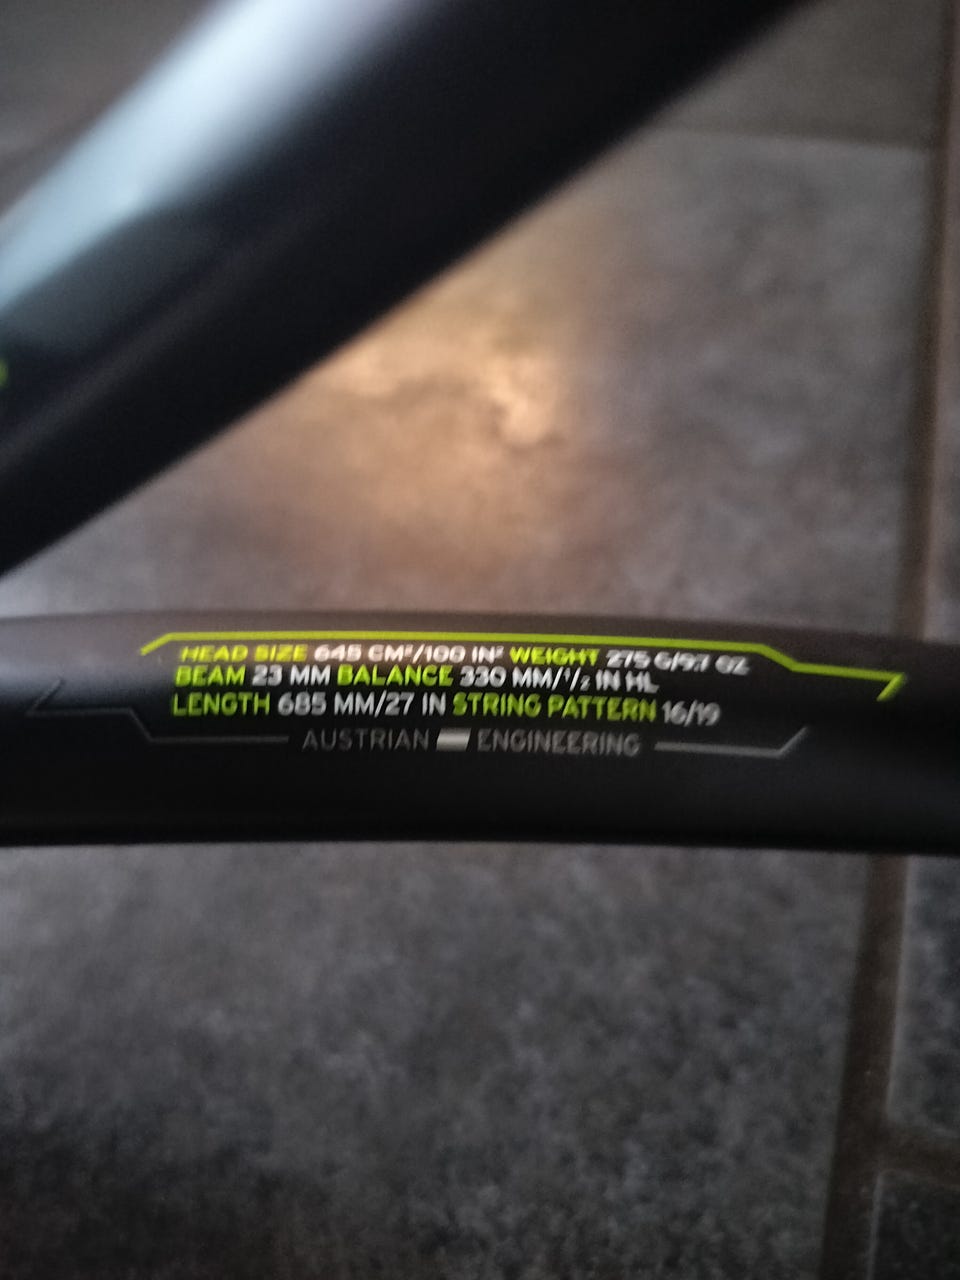 HEAD SIZE 645 CM²/100 IN² WEIGHT 275 G/9.7 OZ
BEAM 23 MM BALANCE 330 MM/¹/₂ IN HL
LENGTH 685 MM/27 IN STRING PATTERN 16/19
AUSTRIAN ENGINEERING